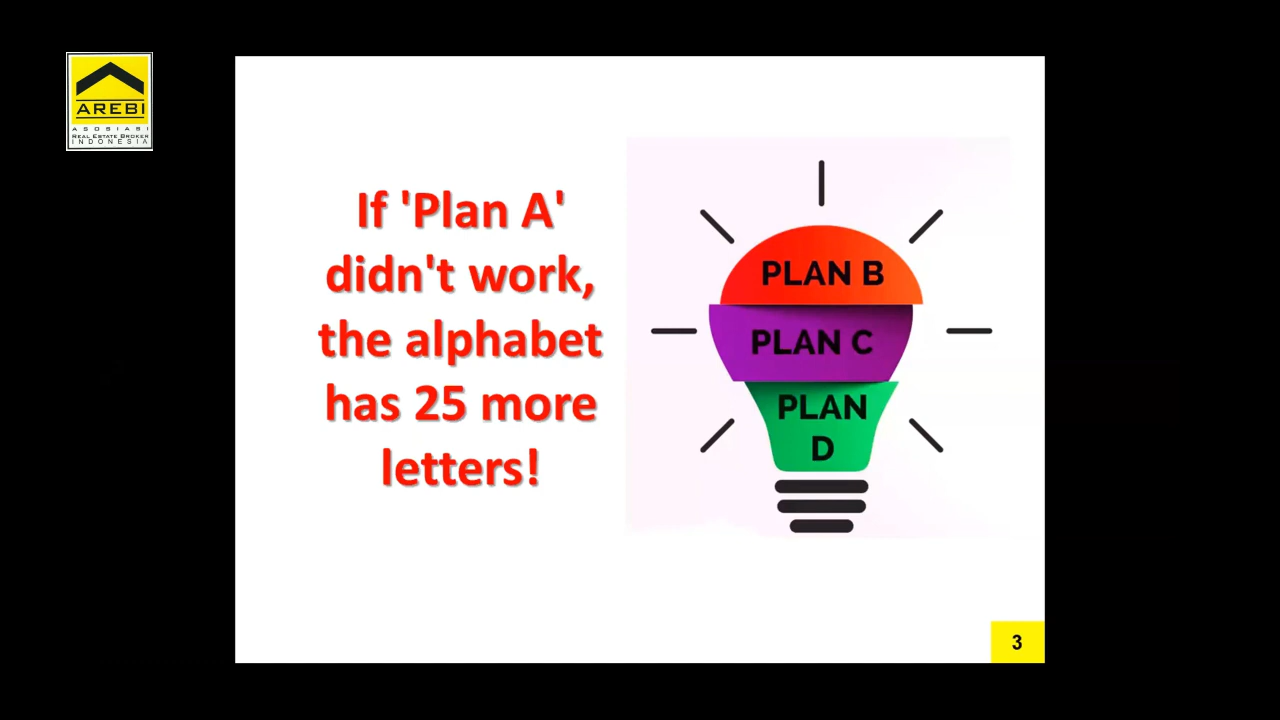 AREBI
ASOSIASI
REAL ESTATE BROKER
INDONESIA
If 'Plan A'
didn't work,
the alphabet
has 25 more
letters!
PLAN B
PLAN C
PLAN
D
3